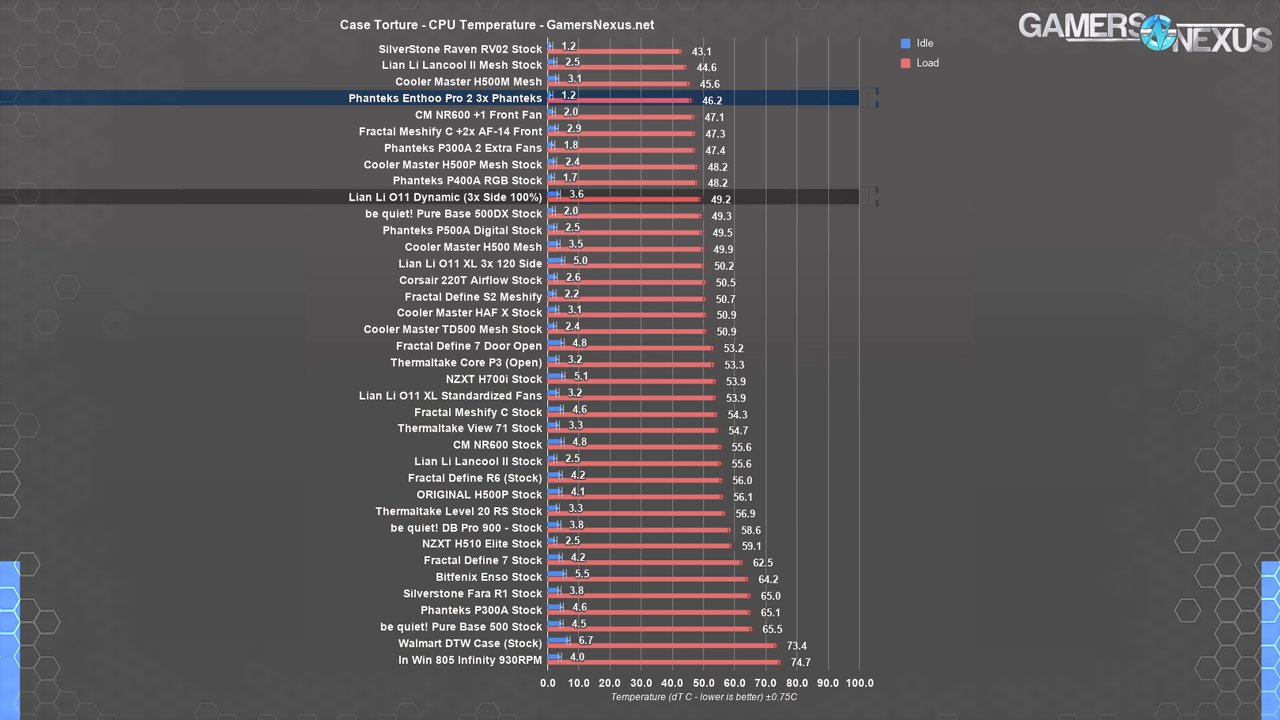 Case Torture - CPU Temperature - GamersNexus.net
GAMERS NEXUS
Idle
Load
SilverStone Raven RV02 Stock 1.2 43.1
Lian Li Lancool II Mesh Stock 2.5 44.6
Cooler Master H500M Mesh 3.1 45.6
Phanteks Enthoo Pro 2 3x Phanteks 1.2 46.2
CM NR600 +1 Front Fan 2.0 47.1
Fractal Meshify C +2x AF-14 Front 2.9 47.3
Phanteks P300A 2 Extra Fans 1.8 47.4
Cooler Master H500P Mesh Stock 2.4 48.2
Phanteks P400A RGB Stock 1.7 48.2
Lian Li O11 Dynamic (3x Side 100%) 3.6 49.2
be quiet! Pure Base 500DX Stock 2.0 49.3
Phanteks P500A Digital Stock 2.5 49.5
Cooler Master H500 Mesh 3.5 49.9
Lian Li O11 XL 3x 120 Side 5.0 50.2
Corsair 220T Airflow Stock 2.6 50.5
Fractal Define S2 Meshify 2.2 50.7
Cooler Master HAF X Stock 3.1 50.9
Cooler Master TD500 Mesh Stock 2.4 50.9
Fractal Define 7 Door Open 4.8 53.2
Thermaltake Core P3 (Open) 3.2 53.3
NZXT H700i Stock 5.1 53.9
Lian Li O11 XL Standardized Fans 3.2 53.9
Fractal Meshify C Stock 4.6 54.3
Thermaltake View 71 Stock 3.3 54.7
CM NR600 Stock 4.8 55.6
Lian Li Lancool II Stock 2.5 55.6
Fractal Define R6 (Stock) 4.2 56.0
ORIGINAL H500P Stock 4.1 56.1
Thermaltake Level 20 RS Stock 3.3 56.9
be quiet! DB Pro 900 - Stock 3.8 58.6
NZXT H510 Elite Stock 2.5 59.1
Fractal Define 7 Stock 4.2 62.5
Bitfenix Enso Stock 5.5 64.2
Silverstone Fara R1 Stock 3.8 65.0
Phanteks P300A Stock 4.6 65.1
be quiet! Pure Base 500 Stock 4.5 65.5
Walmart DTW Case (Stock) 6.7 73.4
In Win 805 Infinity 930RPM 4.0 74.7
0.0 10.0 20.0 30.0 40.0 50.0 60.0 70.0 80.0 90.0 100.0
Temperature (dT C - lower is better) ±0.75C